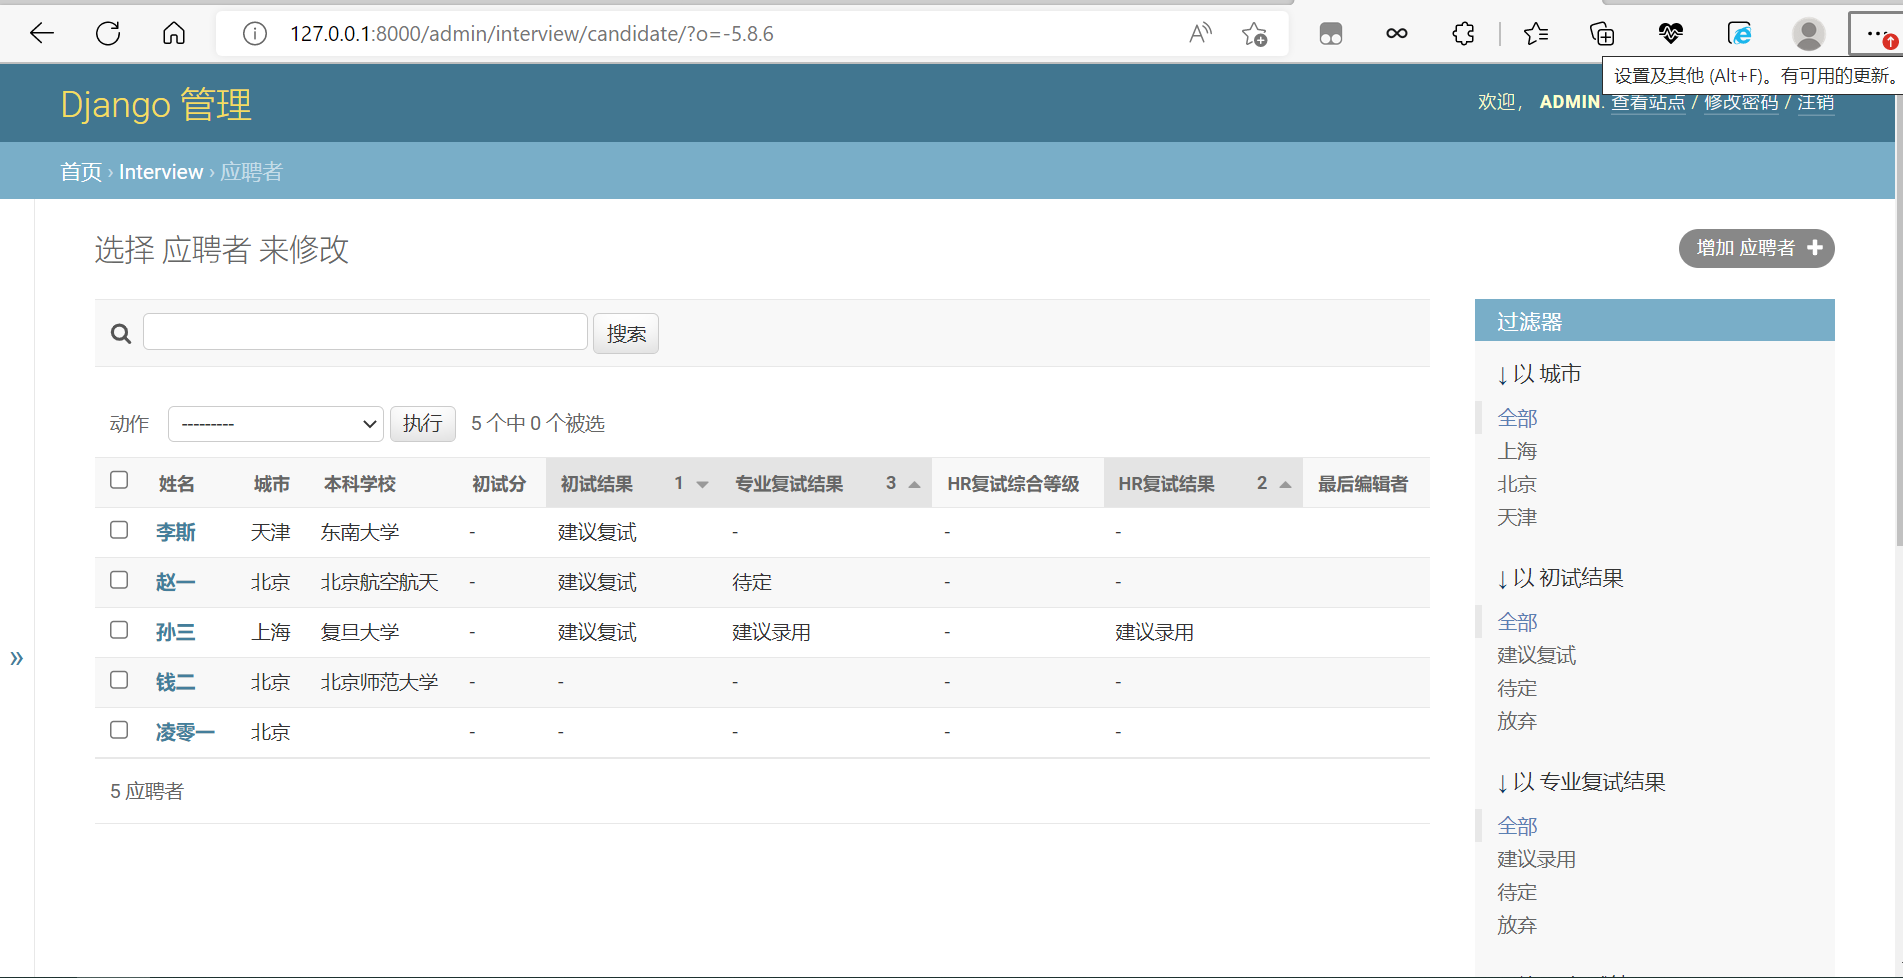 127.0.0.1:8000/admin/interview/candidate/?o=-5.8.6
设置及其他 (Alt+F)。有可用的更新。
Django 管理
欢迎， ADMIN. 查看站点 / 修改密码 / 注销
首页 › Interview › 应聘者
选择 应聘者 来修改
增加 应聘者 +
搜索
过滤器
↓ 以 城市
全部
上海
北京
天津
↓ 以 初试结果
全部
建议复试
待定
放弃
↓ 以 专业复试结果
全部
建议录用
待定
放弃
动作 --------- 执行 5 个中 0 个被选
姓名 城市 本科学校 初试分 初试结果 1 专业复试结果 3 HR复试综合等级 HR复试结果 2 最后编辑者
李斯 天津 东南大学 - 建议复试 - - -
赵一 北京 北京航空航天 - 建议复试 待定 - -
孙三 上海 复旦大学 - 建议复试 建议录用 - 建议录用
钱二 北京 北京师范大学 - - - - -
凌零一 北京 - - - - -
5 应聘者